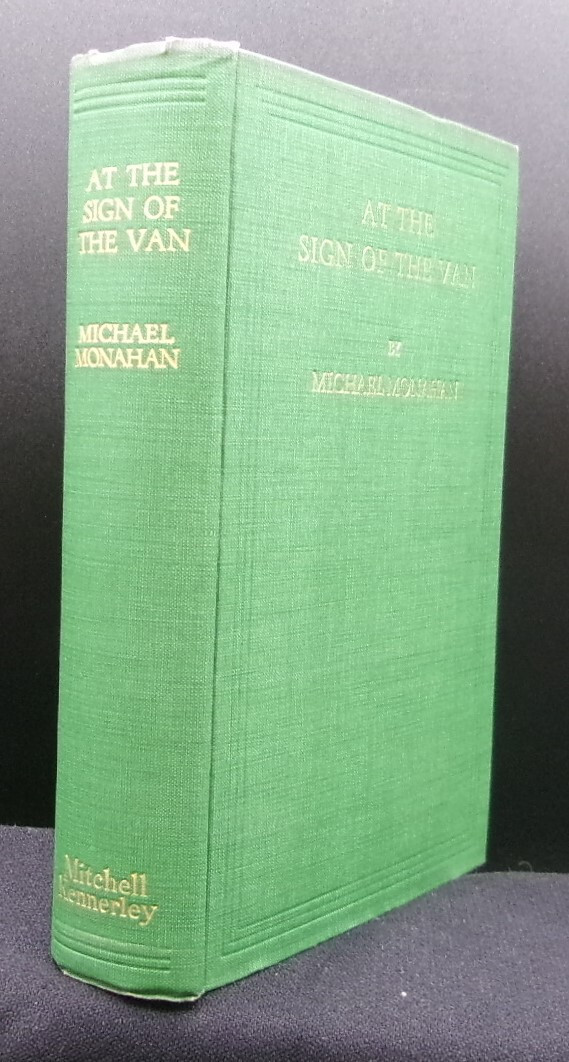 AT THE
SIGN OF
THE VAN
MICHAEL
MONAHAN
Mitchell
Kennerley
AT THE
SIGN OF THE VAN
BY
MICHAEL MONAHAN